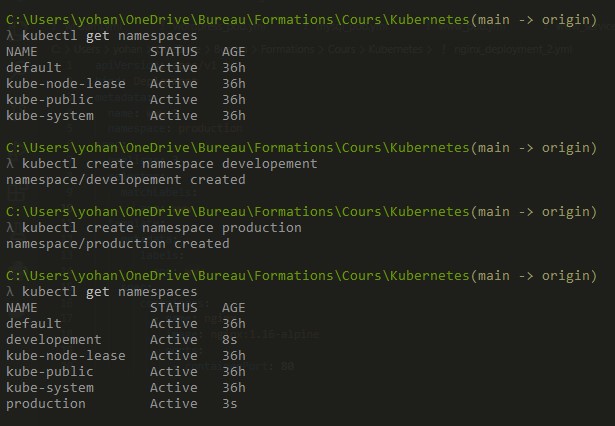 C:\Users\yohan\OneDrive\Bureau\Formations\Cours\Kubernetes(main -> origin)
λ kubectl get namespaces
NAME              STATUS   AGE
default           Active   36h
kube-node-lease   Active   36h
kube-public       Active   36h
kube-system       Active   36h
C:\Users\yohan\OneDrive\Bureau\Formations\Cours\Kubernetes(main -> origin)
λ kubectl create namespace developement
namespace/developement created
C:\Users\yohan\OneDrive\Bureau\Formations\Cours\Kubernetes(main -> origin)
λ kubectl create namespace production
namespace/production created
C:\Users\yohan\OneDrive\Bureau\Formations\Cours\Kubernetes(main -> origin)
λ kubectl get namespaces
NAME              STATUS   AGE
default           Active   36h
developement      Active   8s
kube-node-lease   Active   36h
kube-public       Active   36h
kube-system       Active   36h
production        Active   3s